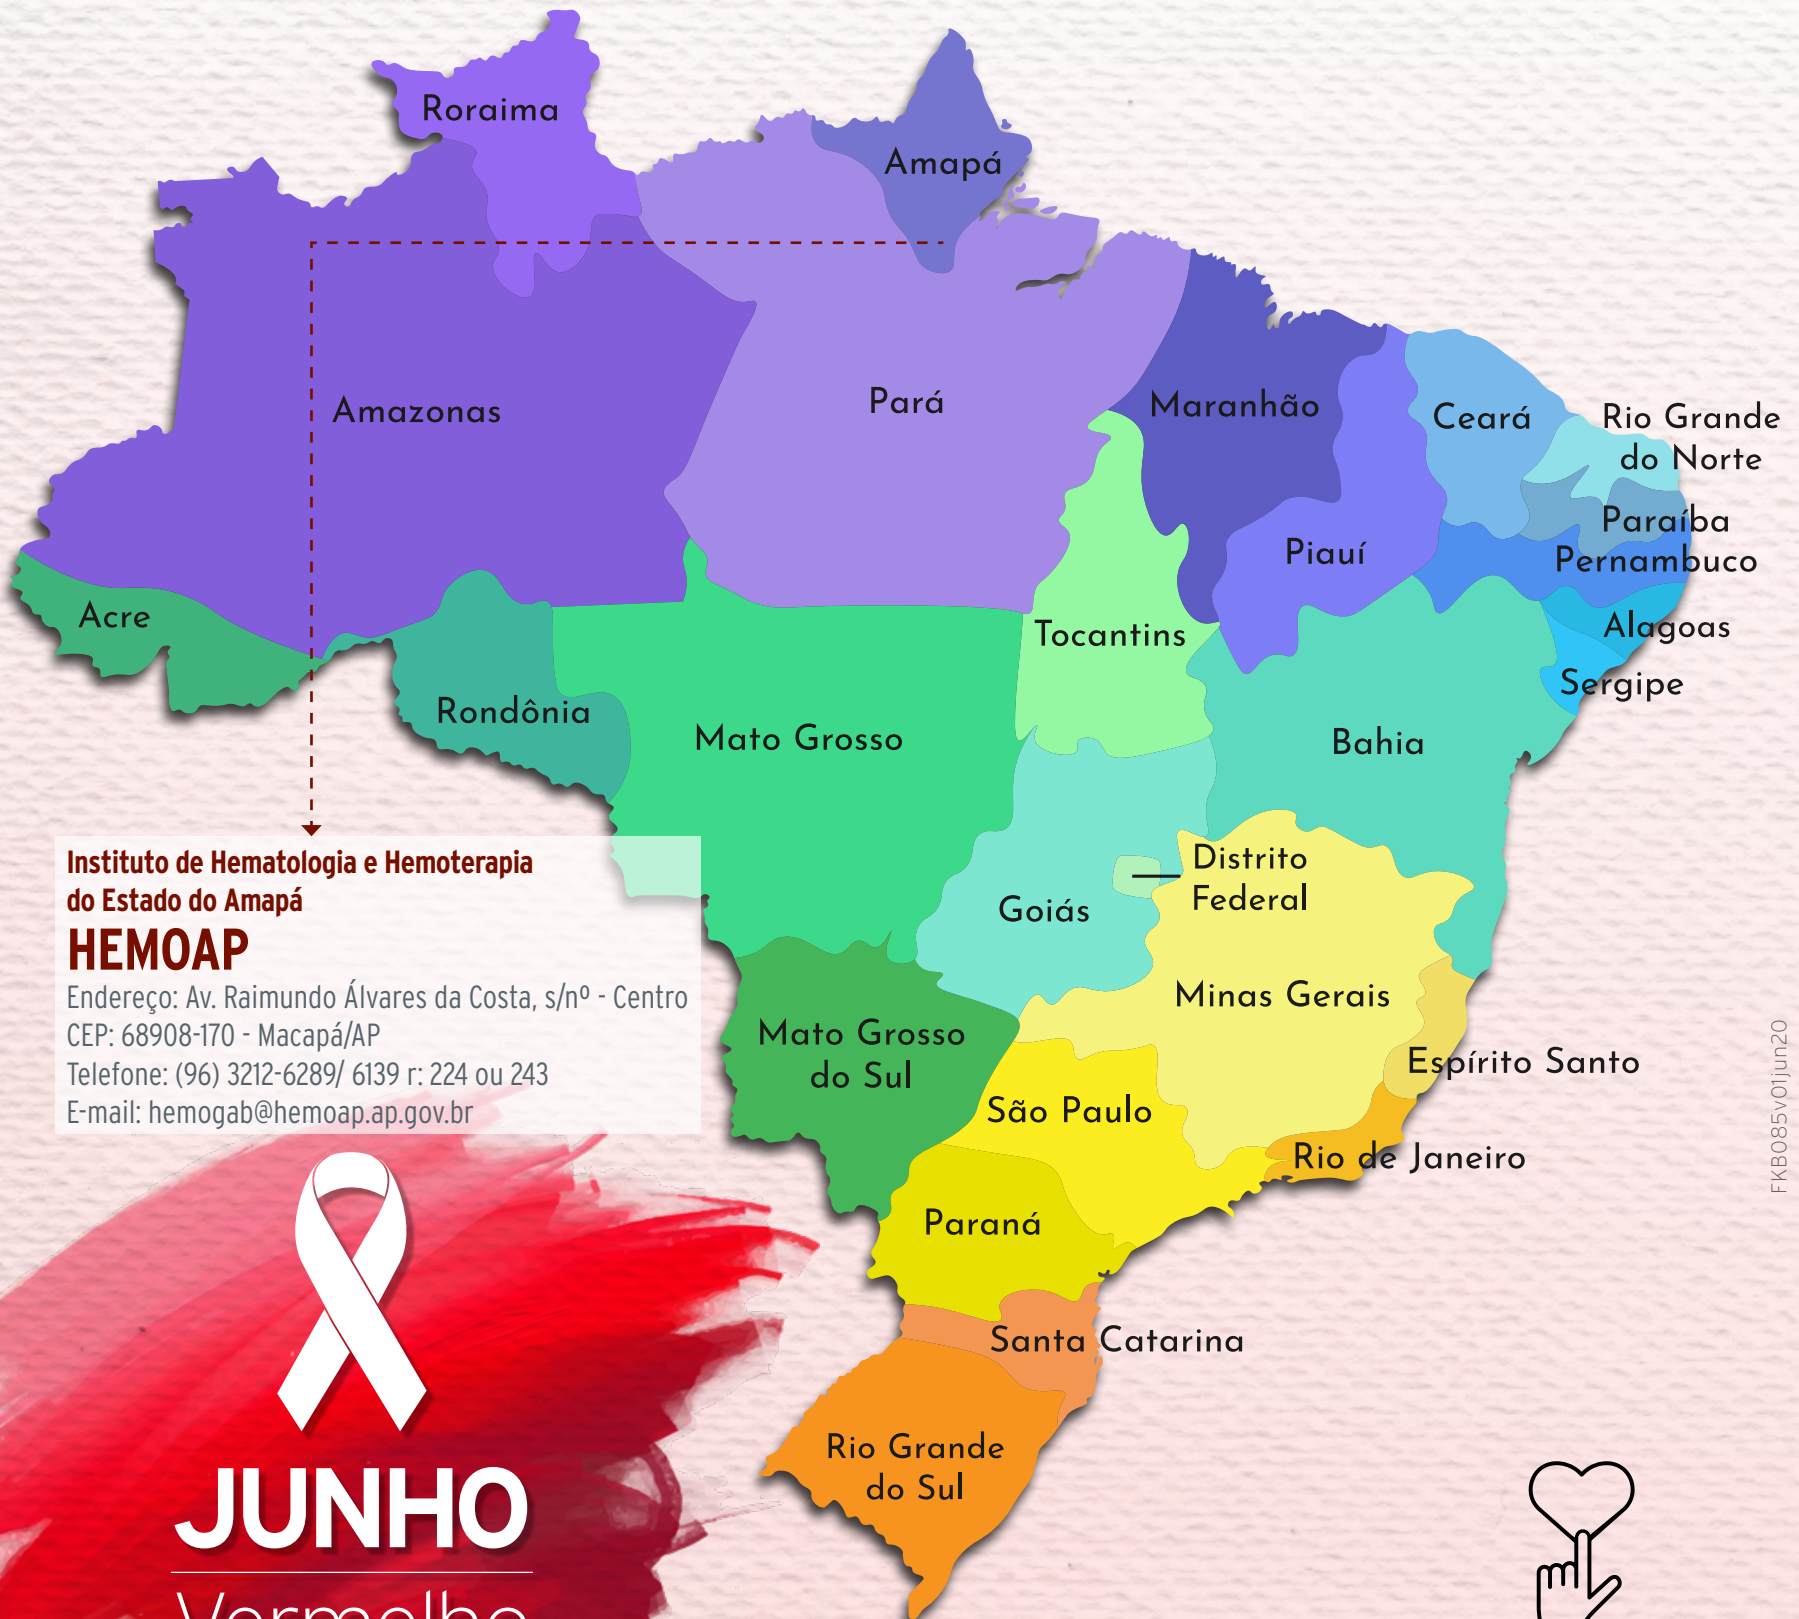 Roraima
Amapá
Amazonas
Pará
Maranhão
Ceará
Rio Grande
do Norte
Paraíba
Piauí
Pernambuco
Acre
Tocantins
Alagoas
Sergipe
Rondônia
Mato Grosso
Bahia
Distrito
Federal
Goiás
Instituto de Hematologia e Hemoterapia
do Estado do Amapá
HEMOAP
Endereço: Av. Raimundo Álvares da Costa, s/nº - Centro
CEP: 68908-170 - Macapá/AP
Telefone: (96) 3212-6289/ 6139 r: 224 ou 243
E-mail: hemogab@hemoap.ap.gov.br
Minas Gerais
Mato Grosso
do Sul
Espírito Santo
São Paulo
Rio de Janeiro
Paraná
Santa Catarina
Rio Grande
do Sul
FKB085v01jun20
JUNHO
Vermelho